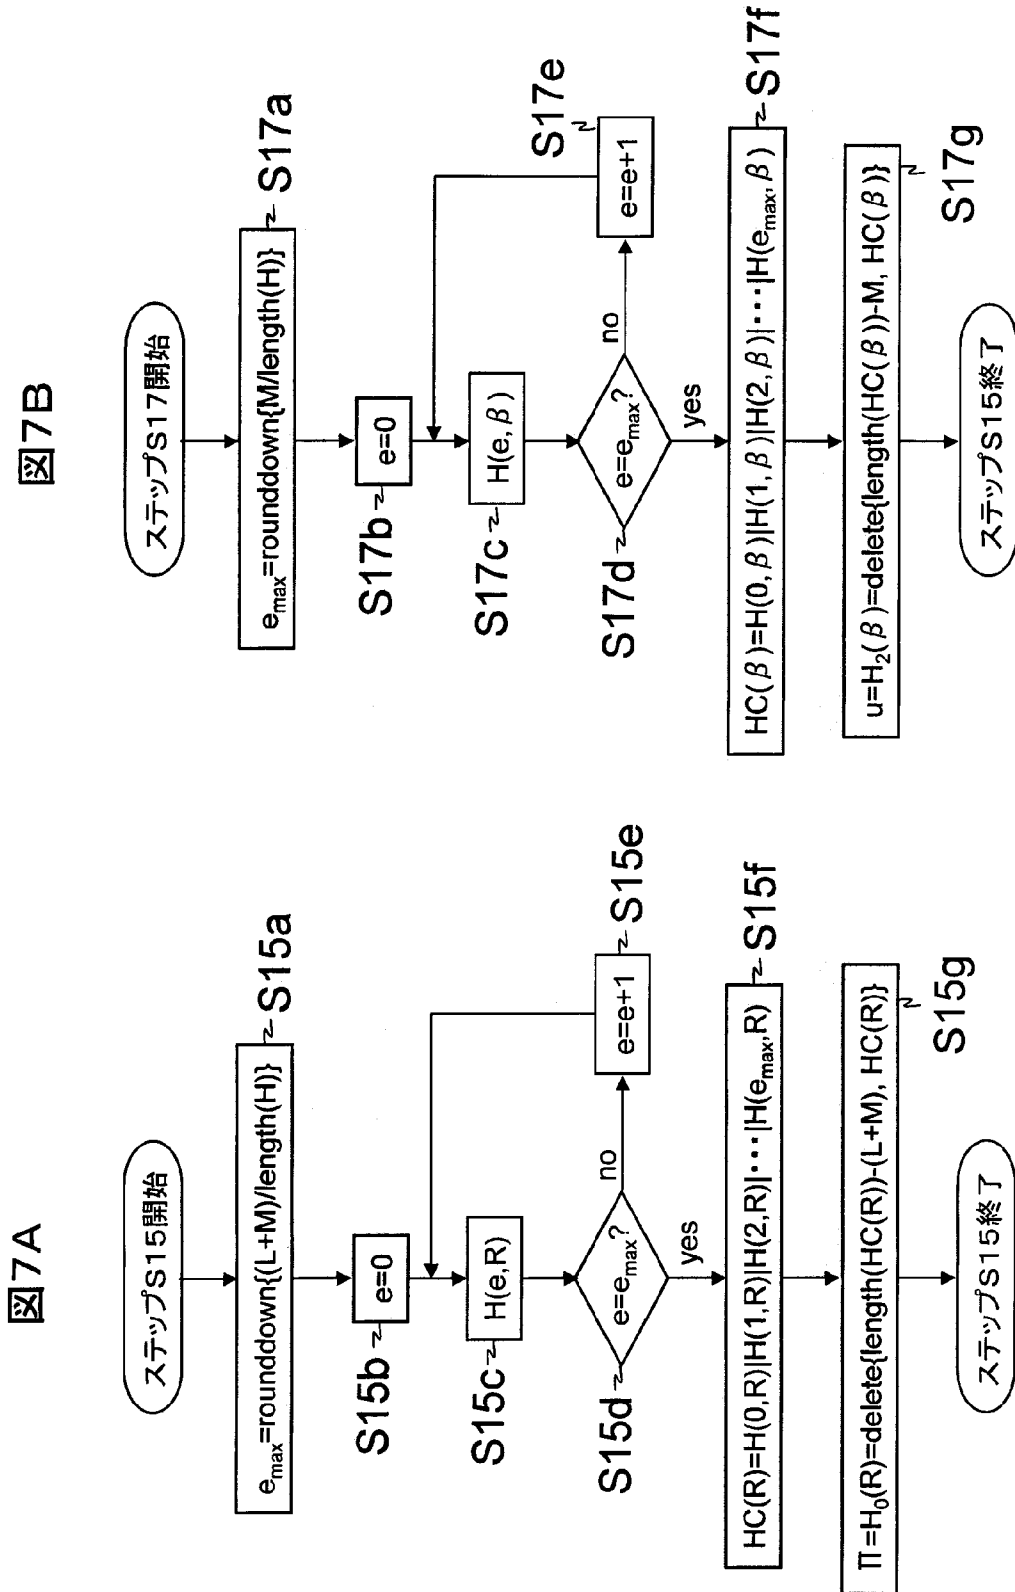 図7A
ステップS15開始
e_max=rounddown{(L+M)/length(H)}
S15a
e=0
S15b
H(e,R)
S15c
e=e_max?
S15d
no
e=e+1
S15e
yes
HC(R)=H(0,R)|H(1,R)|H(2,R)|···|H(e_max,R)
S15f
Π=H₀(R)=delete{length(HC(R))-(L+M), HC(R)}
S15g
ステップS15終了
図7B
ステップS17開始
e_max=rounddown{M/length(H)}
S17a
e=0
S17b
H(e,β)
S17c
e=e_max?
S17d
no
e=e+1
S17e
yes
HC(β)=H(0,β)|H(1,β)|H(2,β)|···|H(e_max,β)
S17f
u=H₂(β)=delete{length(HC(β))-M, HC(β)}
S17g
ステップS15終了